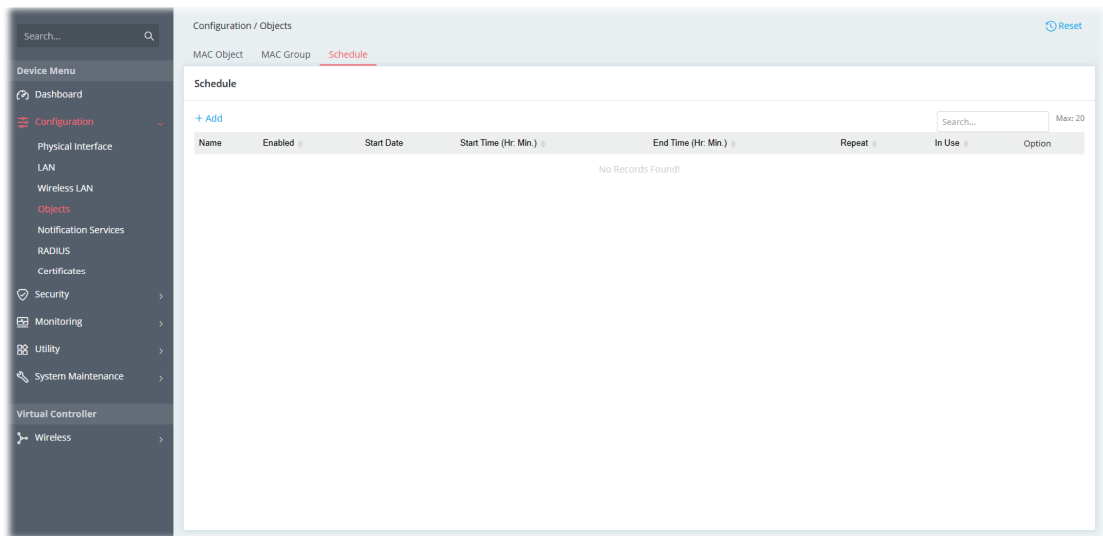 Search...
Device Menu
Dashboard
Configuration
Physical Interface
LAN
Wireless LAN
Objects
Notification Services
RADIUS
Certificates
Security
Monitoring
Utility
System Maintenance
Virtual Controller
Wireless
Configuration / Objects
Reset
MAC Object MAC Group Schedule
Schedule
+ Add Search... Max: 20
Name Enabled Start Date Start Time (Hr: Min.) End Time (Hr: Min.) Repeat In Use Option
No Records Found!